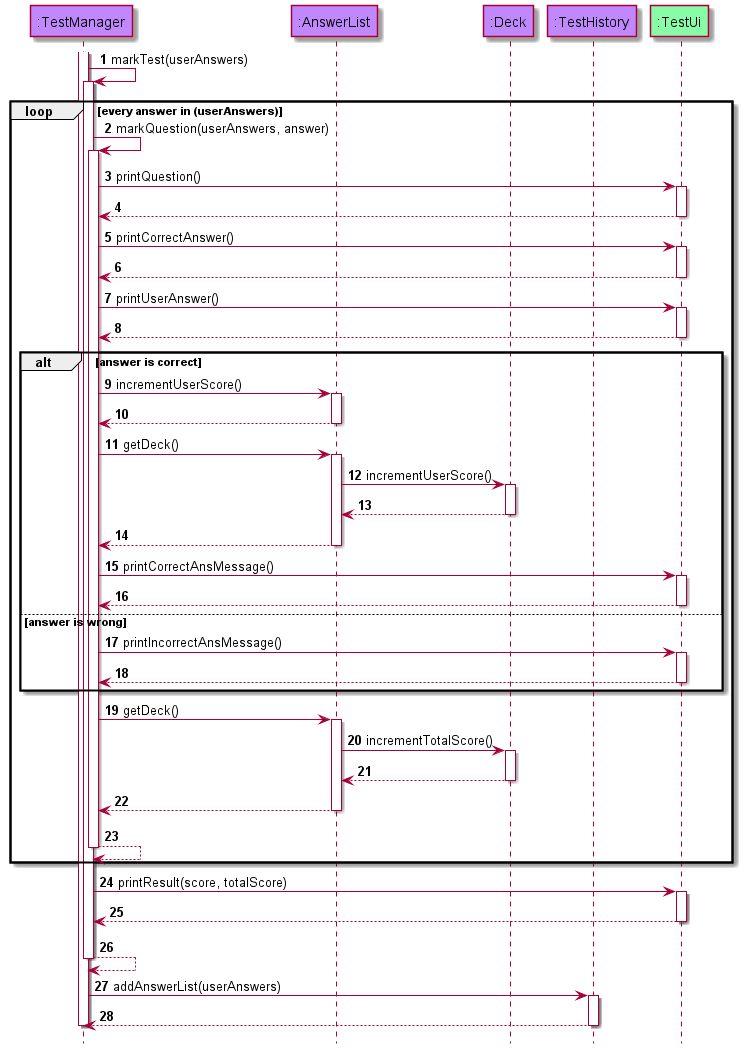 :TestManager :AnswerList :Deck :TestHistory :TestUi
1 markTest(userAnswers)
loop [every answer in (userAnswers)]
2 markQuestion(userAnswers, answer)
3 printQuestion()
4
5 printCorrectAnswer()
6
7 printUserAnswer()
8
alt [answer is correct]
9 incrementUserScore()
10
11 getDeck()
12 incrementUserScore()
13
14
15 printCorrectAnsMessage()
16
[answer is wrong]
17 printIncorrectAnsMessage()
18
19 getDeck()
20 incrementTotalScore()
21
22
23
24 printResult(score, totalScore)
25
26
27 addAnswerList(userAnswers)
28